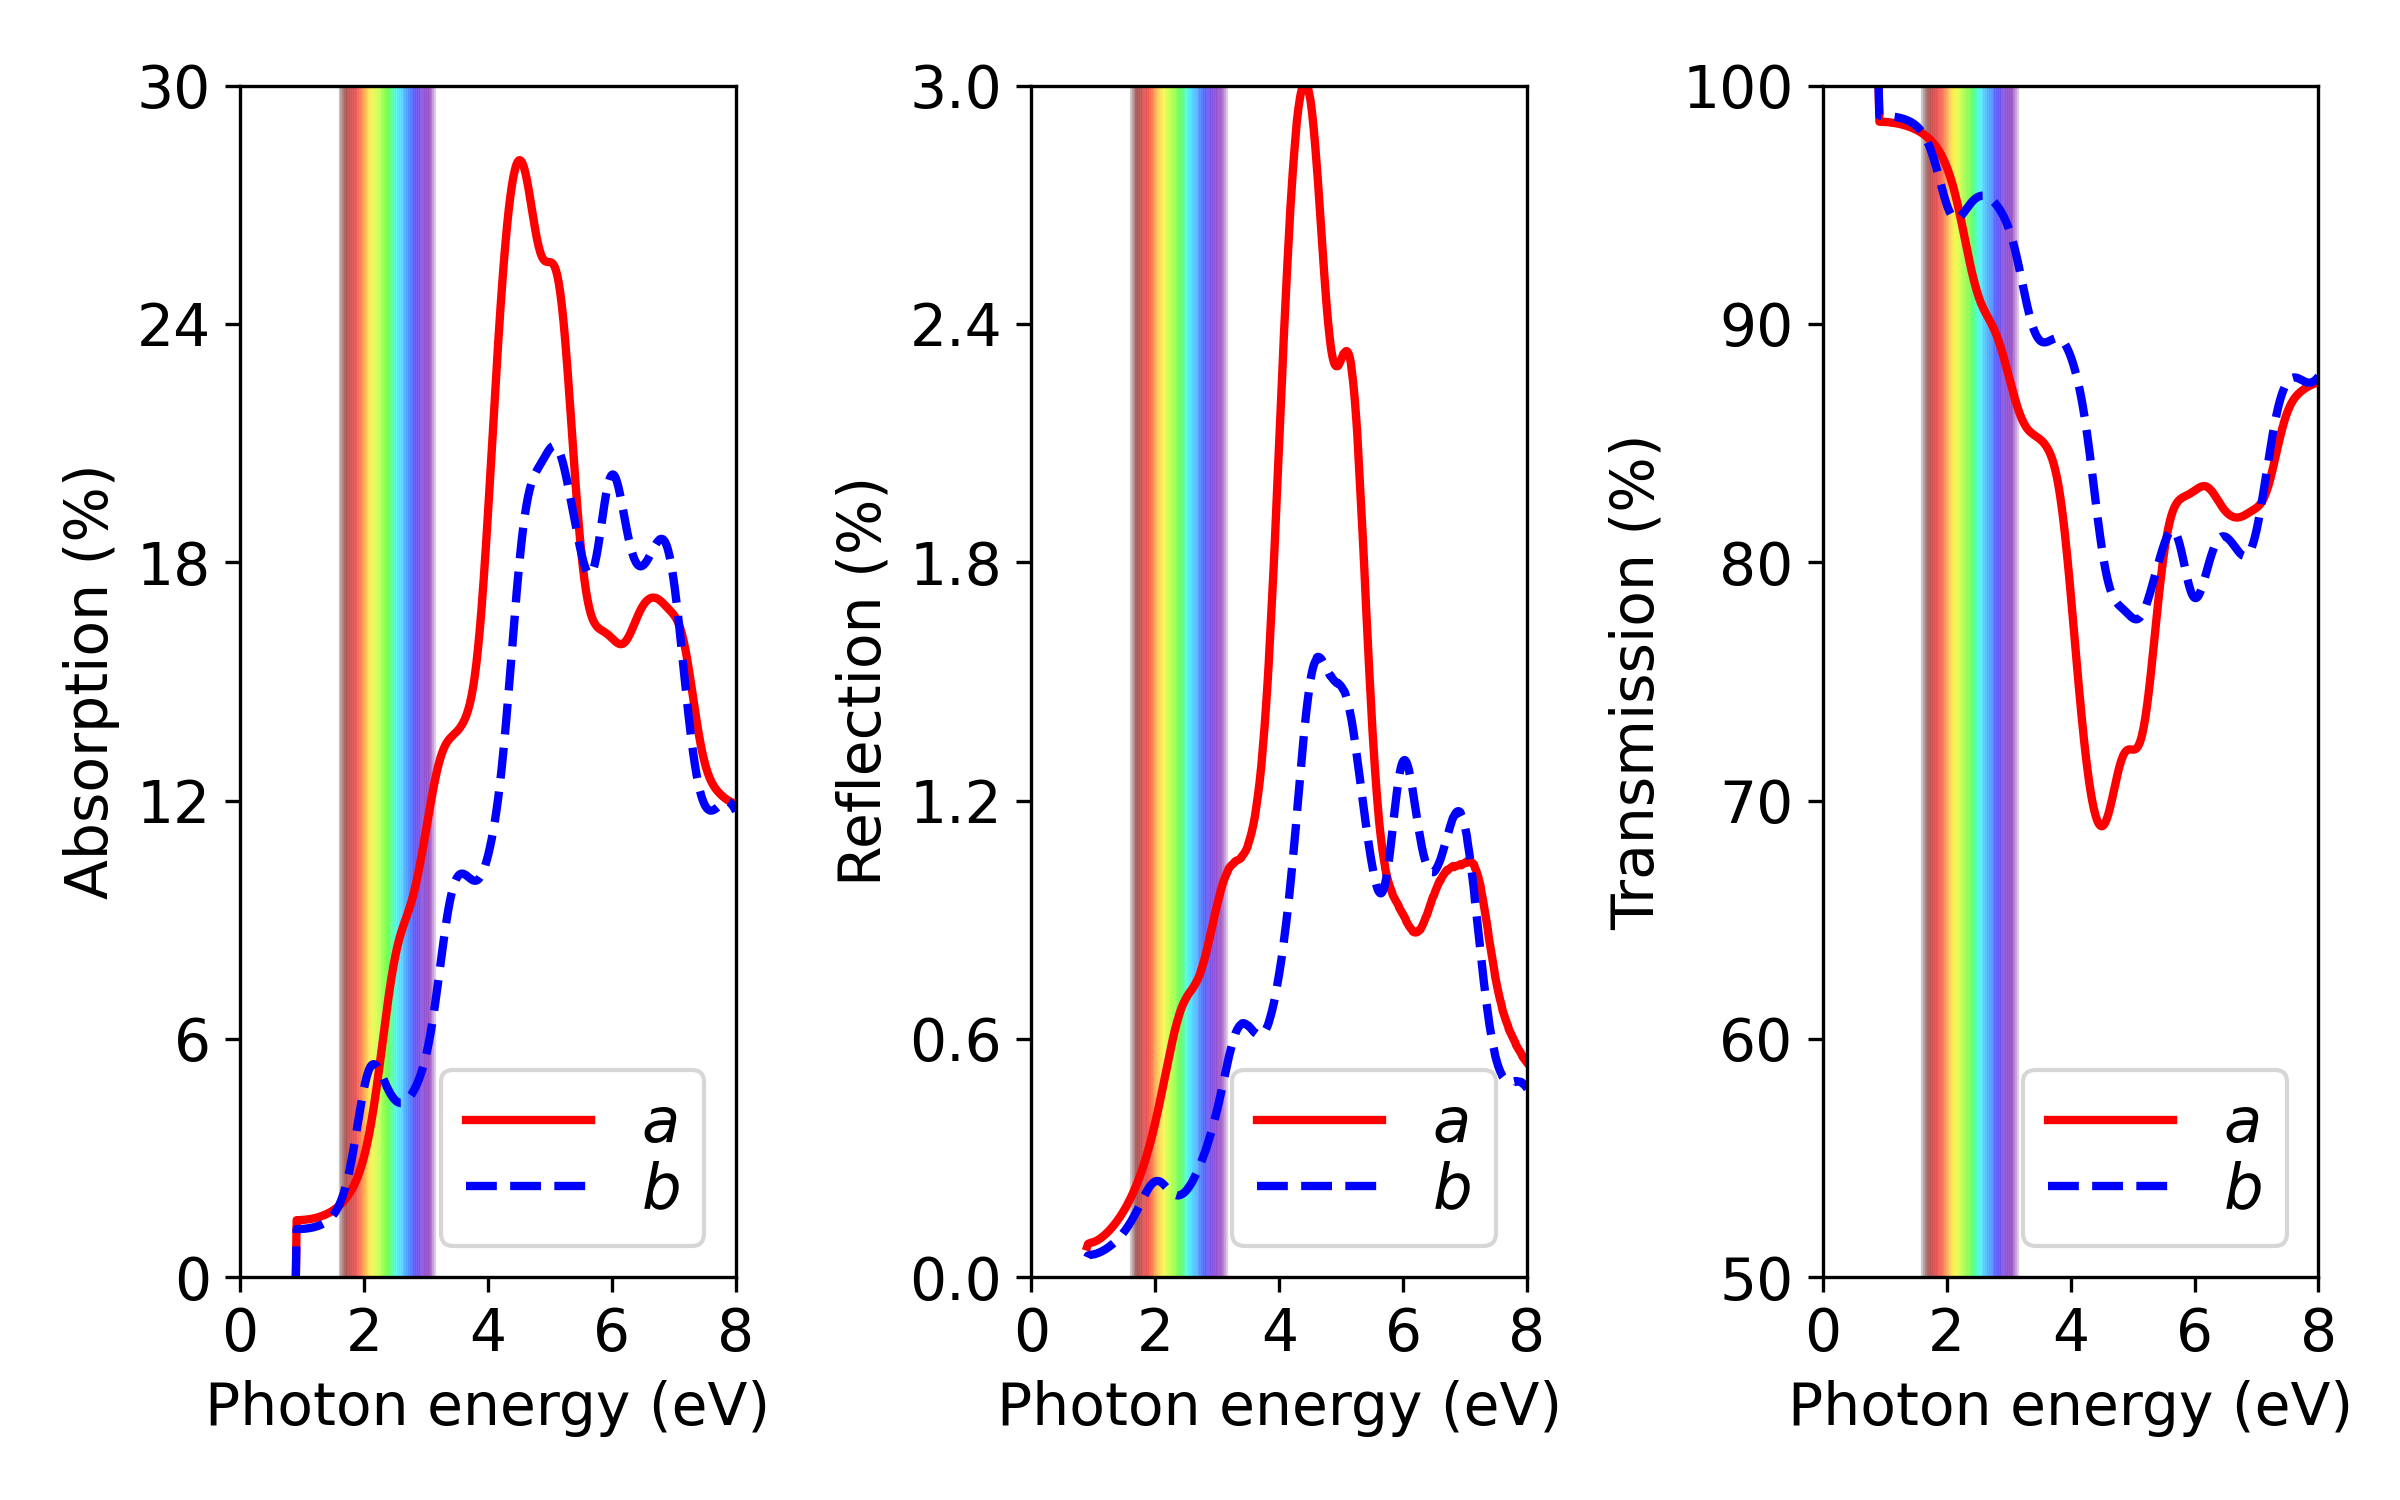 Absorption (%)
30
24
18
12
6
0
0 2 4 6 8
Photon energy (eV)
a
b
Reflection (%)
3.0
2.4
1.8
1.2
0.6
0.0
0 2 4 6 8
Photon energy (eV)
a
b
Transmission (%)
100
90
80
70
60
50
0 2 4 6 8
Photon energy (eV)
a
b